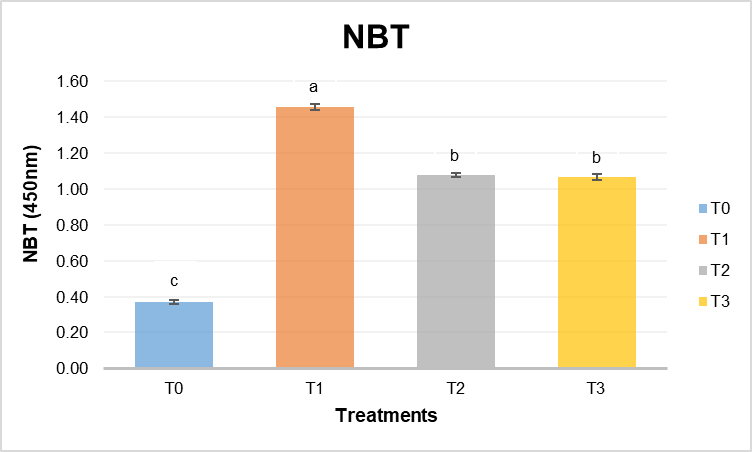 NBT
NBT (450nm)
1.60
1.40
1.20
1.00
0.80
0.60
0.40
0.20
0.00
c
a
b
b
T0
T1
T2
T3
Treatments
T0
T1
T2
T3